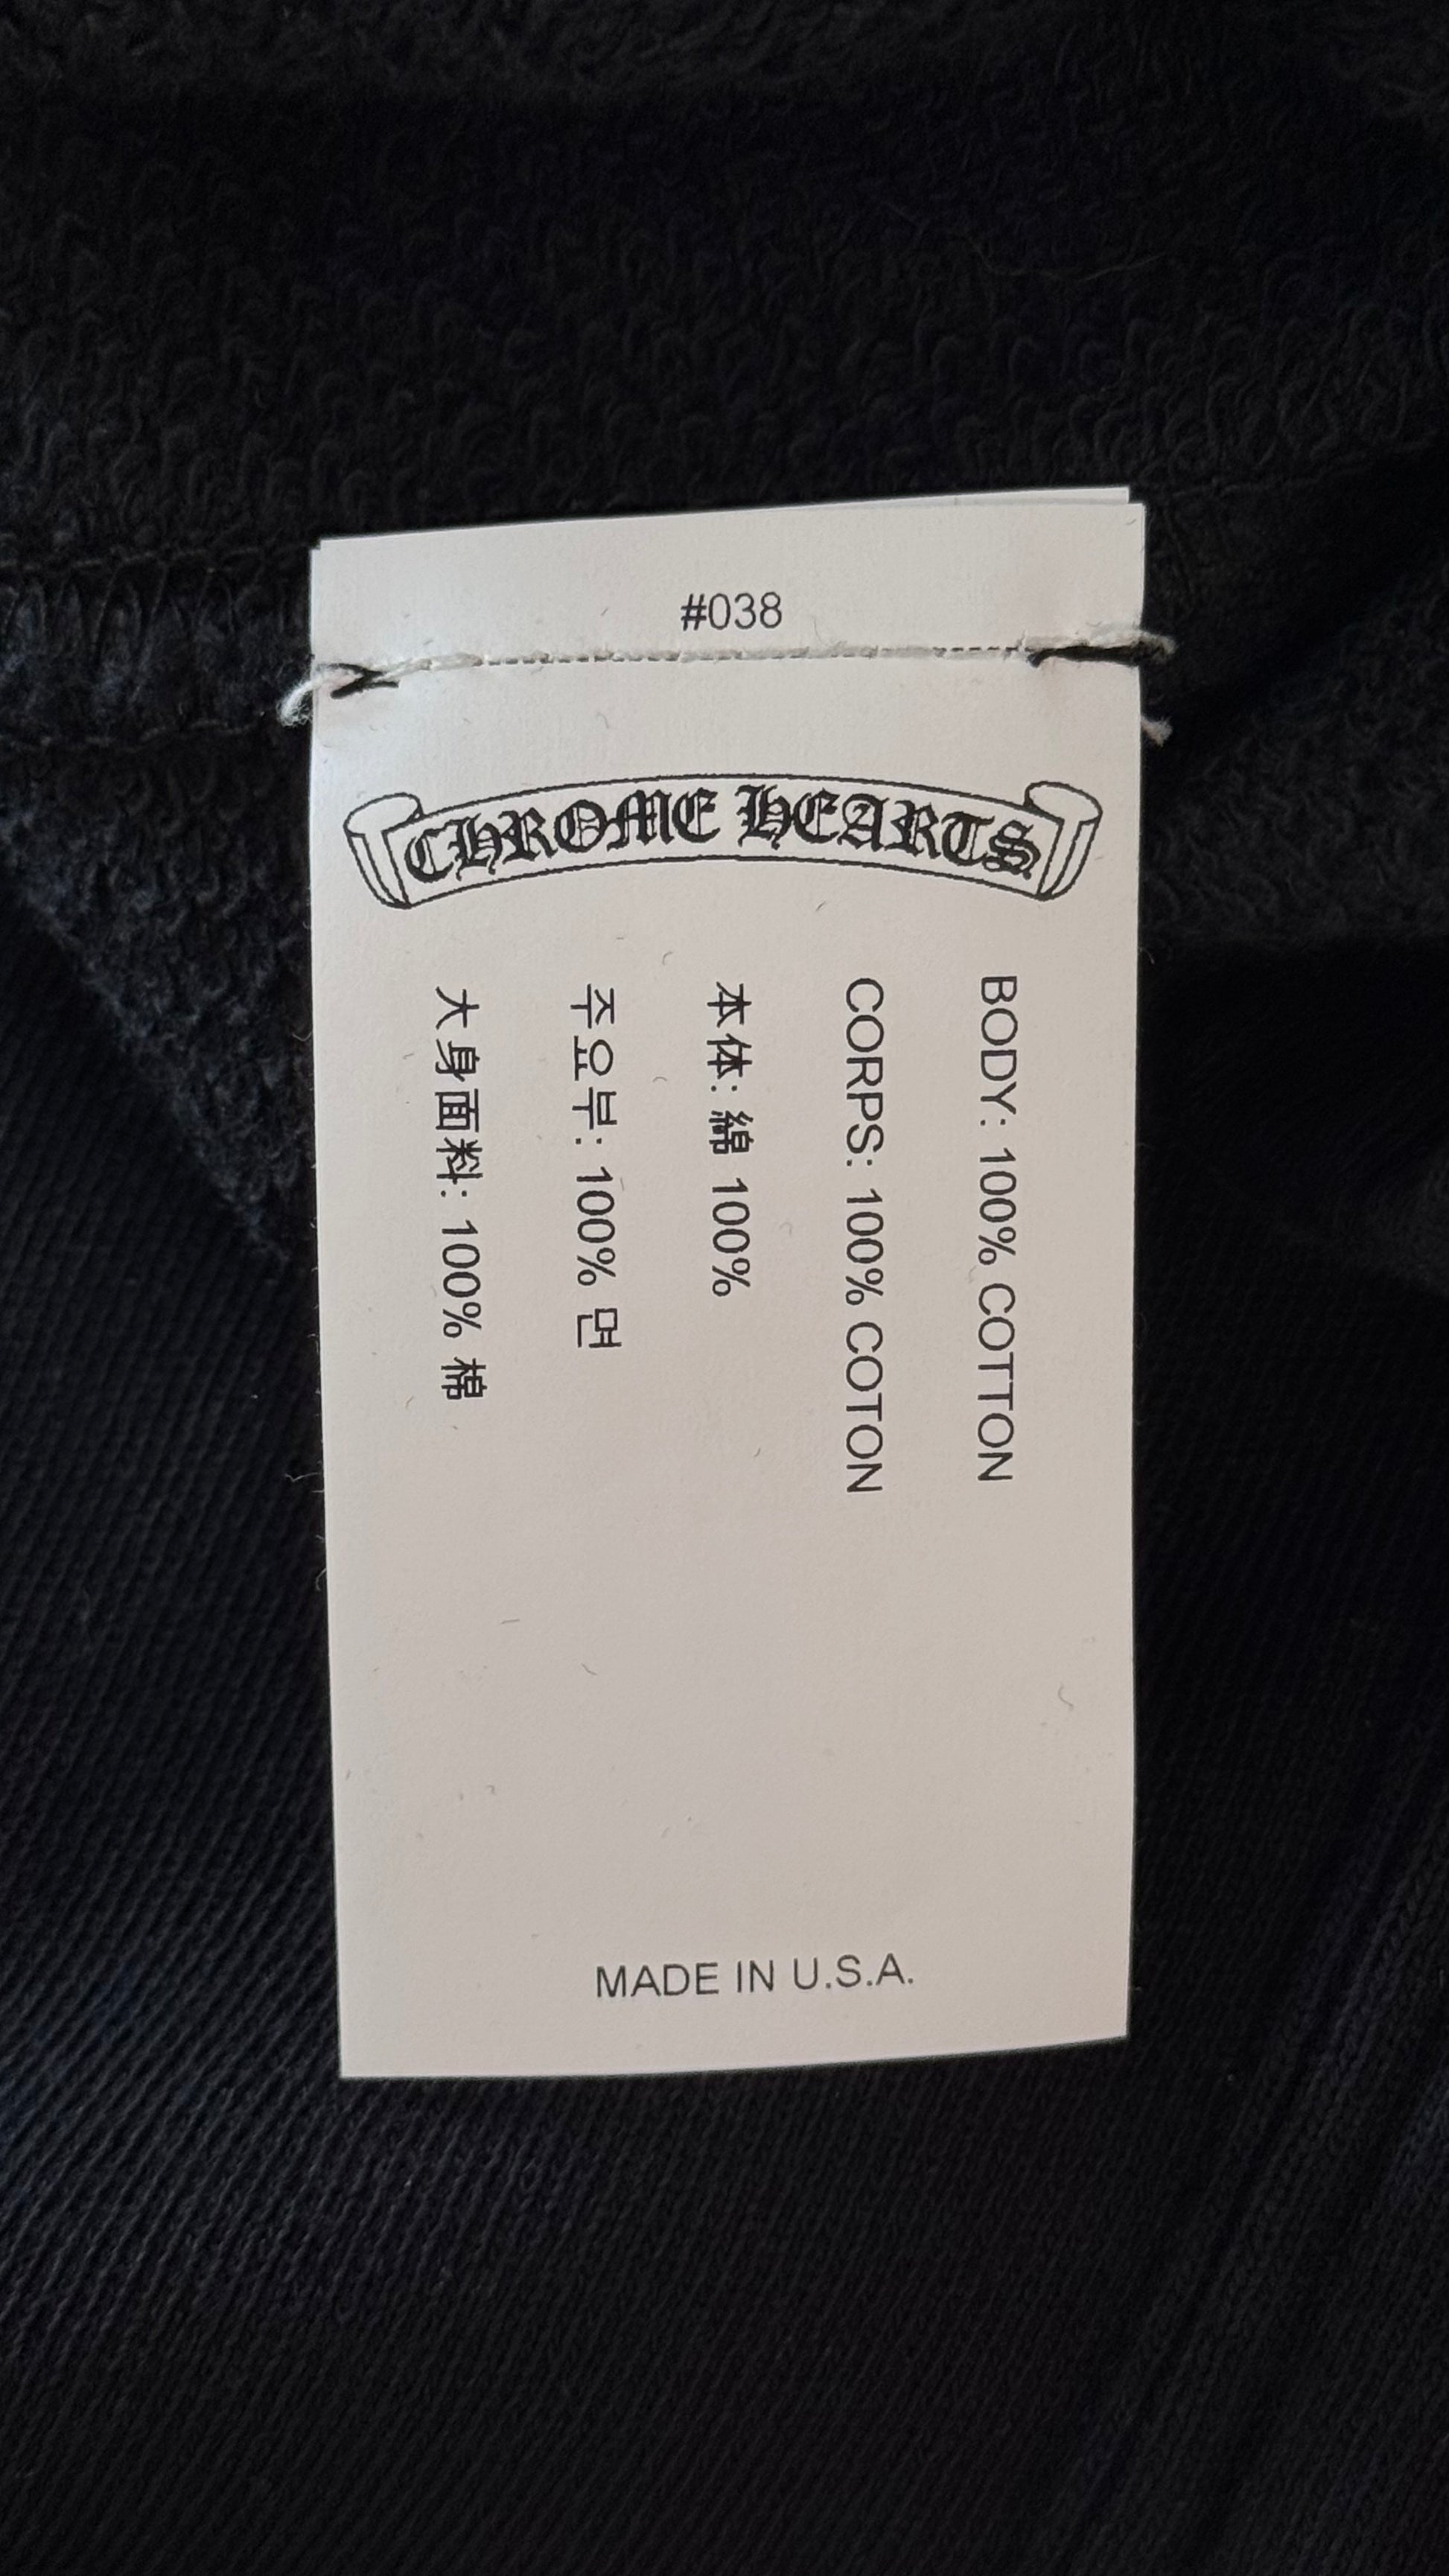 #038
CHROME HEARTS
BODY: 100% COTTON
CORPS: 100% COTON
本体: 綿 100%
주요부: 100% 면
大身面料: 100% 棉
MADE IN U.S.A.